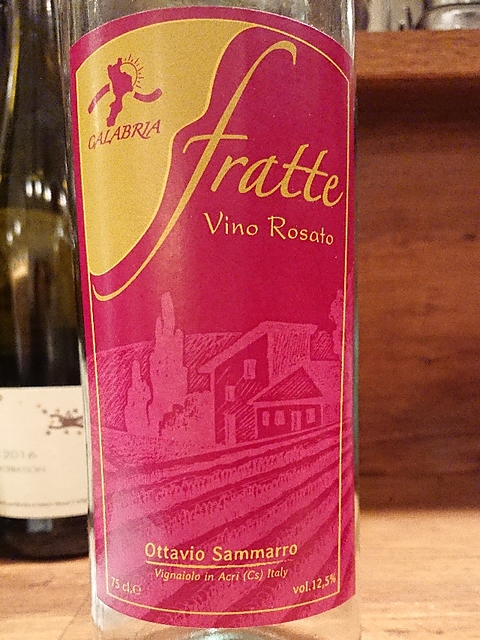 CALABRIA
fratte
Vino Rosato
Ottavio Sammarro
Vignaiolo in Acri (Cs) Italy
75 cl.e
vol.12,5%
2016